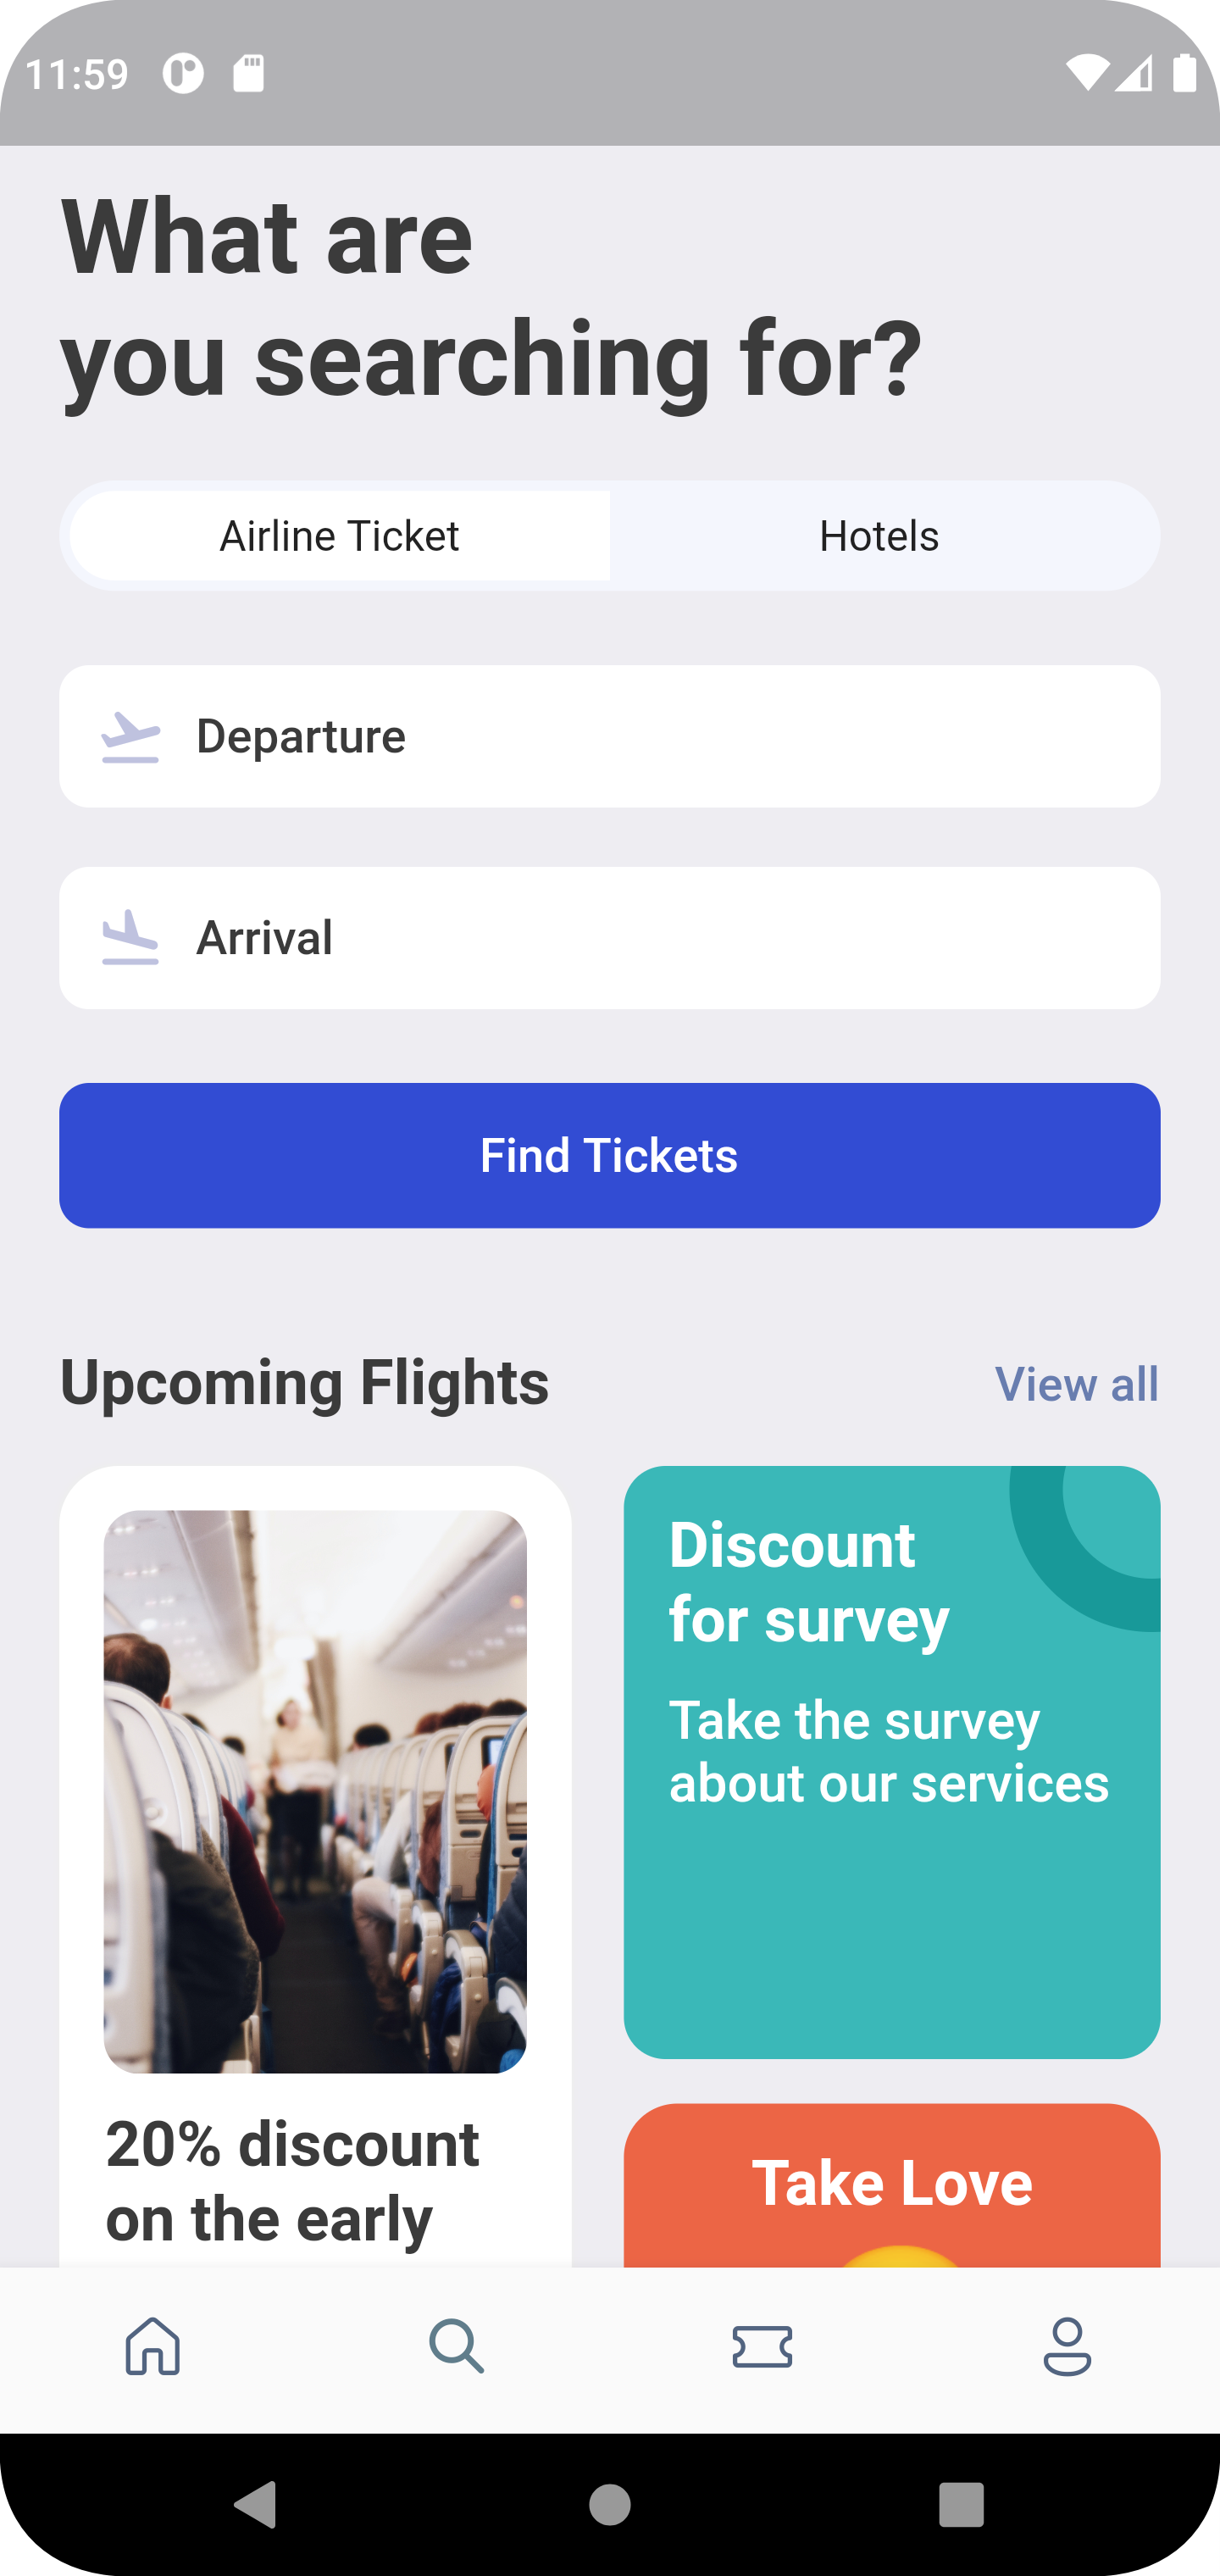 11:59
What are
you searching for?
Airline Ticket
Hotels
Departure
Arrival
Find Tickets
Upcoming Flights
View all
20% discount
on the early
Discount
for survey
Take the survey
about our services
Take Love